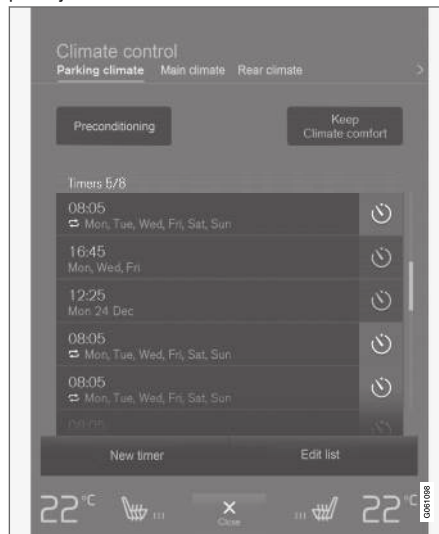 Climate control
Parking climate Main climate Rear climate
Preconditioning
Keep
Climate comfort
Timers 5/8
08:05
Mon, Tue, Wed, Fri, Sat, Sun
16:45
Mon, Wed, Fri
12:25
Mon 24 Dec
08:05
Mon, Tue, Wed, Fri, Sat, Sun
08:05
Mon, Tue, Wed, Fri, Sat, Sun
08:05
New timer Edit list
22°C 22°C
Close
G061098